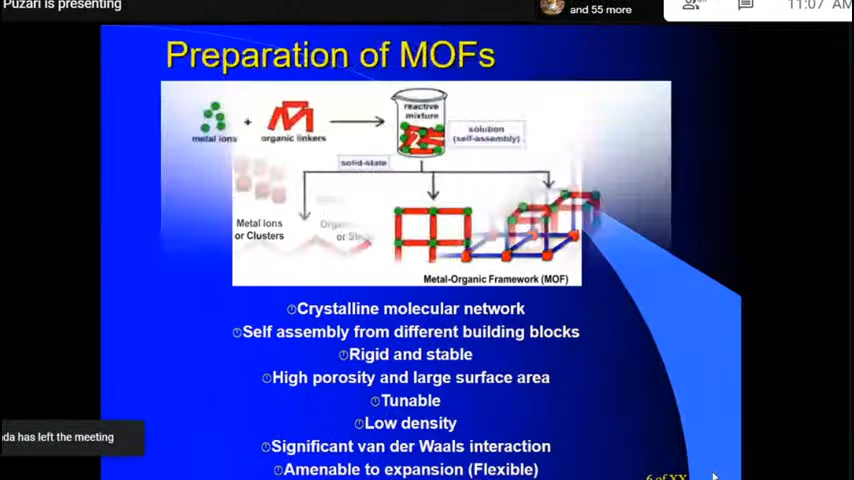 Puzari is presenting
and 55 more
11:07 AM
Preparation of MOFs
metal ions
+
organic linkers
reactive
mixture
solution
(self-assembly)
solid-state
Metal ions
or Clusters
Metal-Organic Framework (MOF)
Crystalline molecular network
Self assembly from different building blocks
Rigid and stable
High porosity and large surface area
Tunable
Low density
Significant van der Waals interaction
Amenable to expansion (Flexible)
has left the meeting
6 of XX